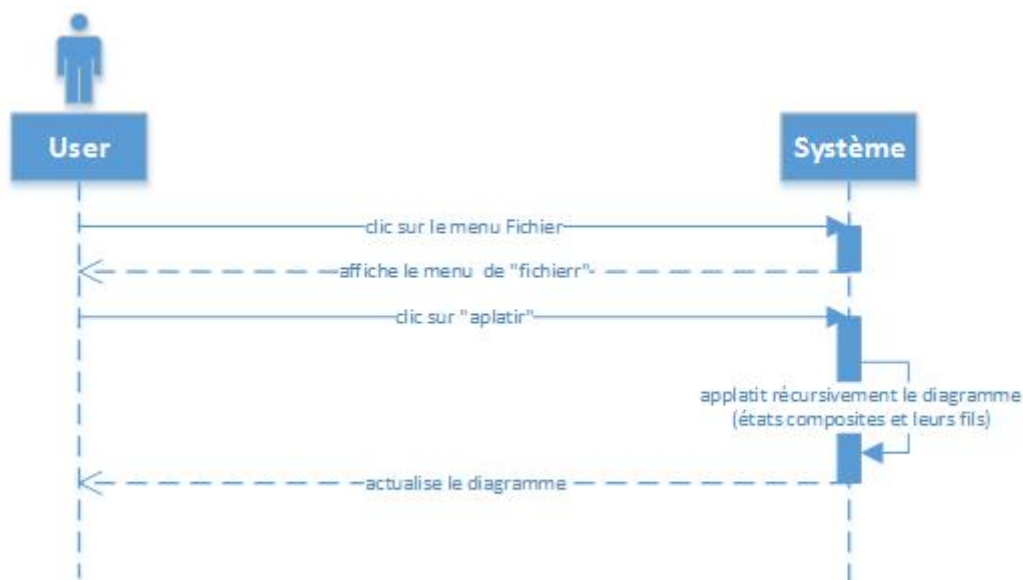 User
Système
clic sur le menu Fichier
affiche le menu de "fichierr"
clic sur "aplatir"
applatit récursivement le diagramme
(états composites et leurs fils)
actualise le diagramme